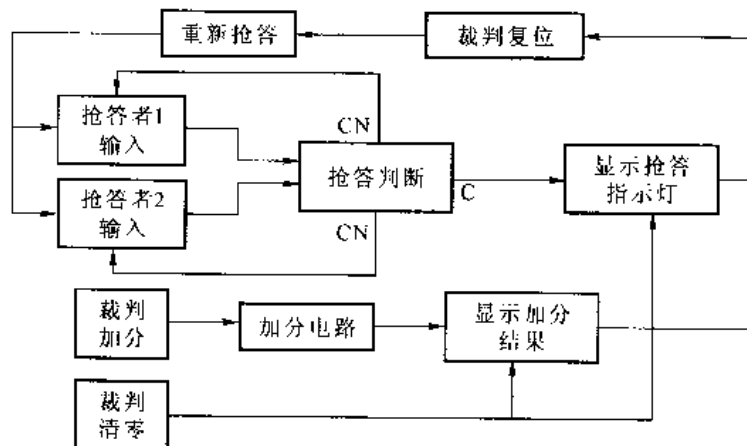 重新抢答
裁判复位
抢答者1
输入
CN
抢答判断
C
显示抢答
指示灯
抢答者2
输入
CN
裁判
加分
加分电路
显示加分
结果
裁判
清零